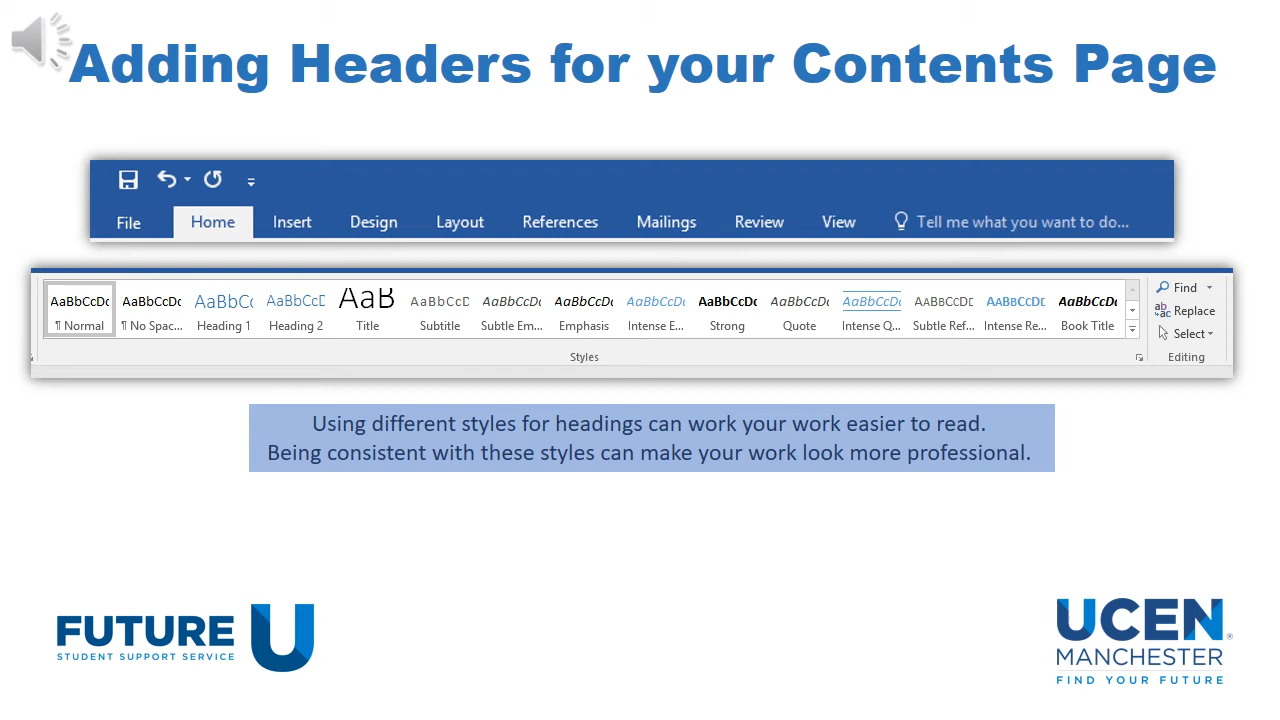 Adding Headers for your Contents Page
File Home Insert Design Layout References Mailings Review View Tell me what you want to do...
AaBbCcDc AaBbCcDc AaBbC( AaBbCcD AaB AaBbCcD AaBbCcDc AaBbCcDc AaBbCcDc AaBbCcDc AaBbCcDc AaBbCcDc AABBCCDE AABBCCDE AaBbCcDc
¶ Normal ¶ No Spac... Heading 1 Heading 2 Title Subtitle Subtle Em... Emphasis Intense E... Strong Quote Intense Q... Subtle Ref... Intense Re... Book Title
Find
ab ac Replace
Select
Styles Editing
Using different styles for headings can work your work easier to read.
Being consistent with these styles can make your work look more professional.
FUTURE U
STUDENT SUPPORT SERVICE
UCEN®
MANCHESTER
FIND YOUR FUTURE